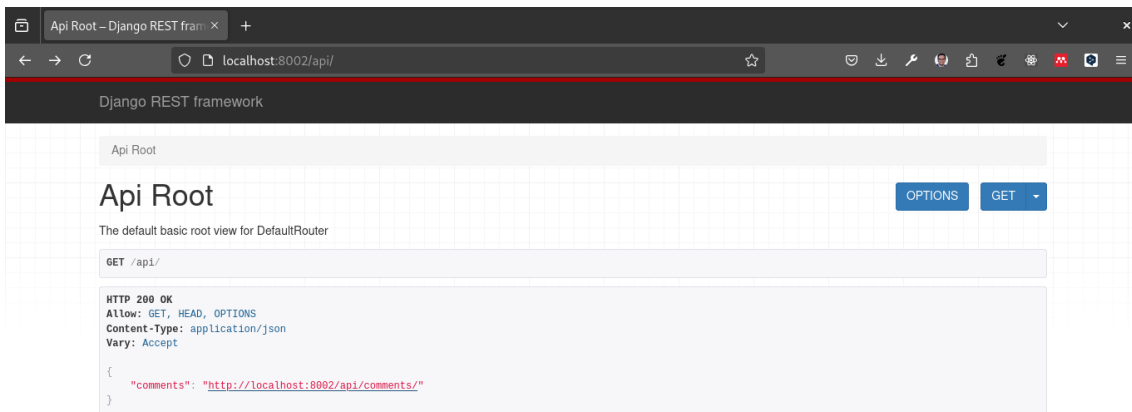 Api Root – Django REST fram
localhost:8002/api/
Django REST framework
Api Root
Api Root
OPTIONS
GET
The default basic root view for DefaultRouter
GET /api/
HTTP 200 OK
Allow: GET, HEAD, OPTIONS
Content-Type: application/json
Vary: Accept
{
"comments": "http://localhost:8002/api/comments/"
}